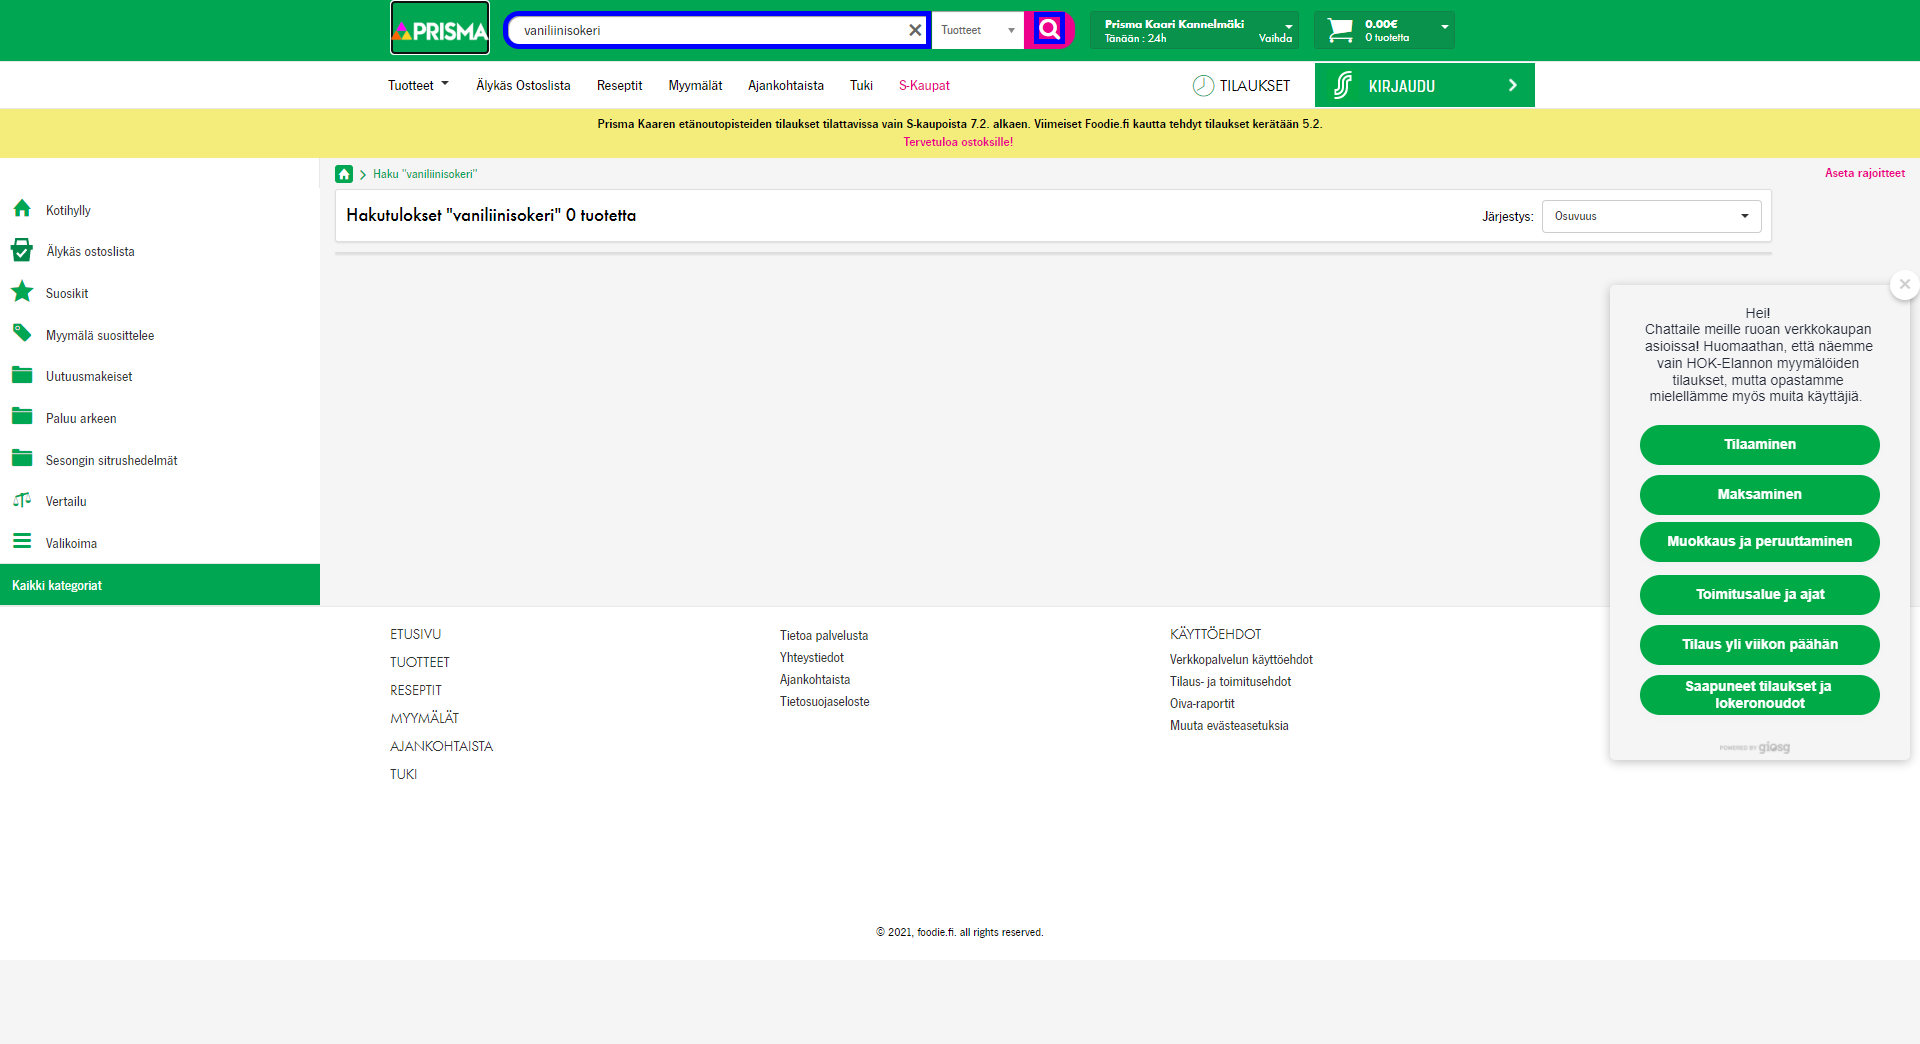 PRISMA
vaniliinisokeri
Tuotteet
Prisma Kaari Kannelmäki
Tänään : 24h
Vaihda
0.00€
0 tuotetta
Tuotteet
Älykäs Ostoslista
Reseptit
Myymälät
Ajankohtaista
Tuki
S-Kaupat
TILAUKSET
KIRJAUDU
Prisma Kaaren etänoutopisteiden tilaukset tilattavissa vain S-kaupoista 7.2. alkaen. Viimeiset Foodie.fi kautta tehdyt tilaukset kerätään 5.2.
Tervetuloa ostoksille!
Haku "vaniliinisokeri"
Aseta rajoitteet
Hakutulokset "vaniliinisokeri" 0 tuotetta
Järjestys:
Osuvuus
Kotihylly
Älykäs ostoslista
Suosikit
Myymälä suosittelee
Uutuusmakeiset
Paluu arkeen
Sesongin sitrushedelmät
Vertailu
Valikoima
Kaikki kategoriat
Hei!
Chattaile meille ruoan verkkokaupan
asioissa! Huomaathan, että näemme
vain HOK-Elannon myymälöiden
tilaukset, mutta opastamme
mielellämme myös muita käyttäjiä.
Tilaaminen
Maksaminen
Muokkaus ja peruuttaminen
Toimitusalue ja ajat
Tilaus yli viikon päähän
Saapuneet tilaukset ja
lokeronoudot
POWERED BY giosg
ETUSIVU
TUOTTEET
RESEPTIT
MYYMÄLÄT
AJANKOHTAISTA
TUKI
Tietoa palvelusta
Yhteystiedot
Ajankohtaista
Tietosuojaseloste
KÄYTTÖEHDOT
Verkkopalvelun käyttöehdot
Tilaus- ja toimitusehdot
Oiva-raportit
Muuta evästeasetuksia
© 2021, foodie.fi. all rights reserved.